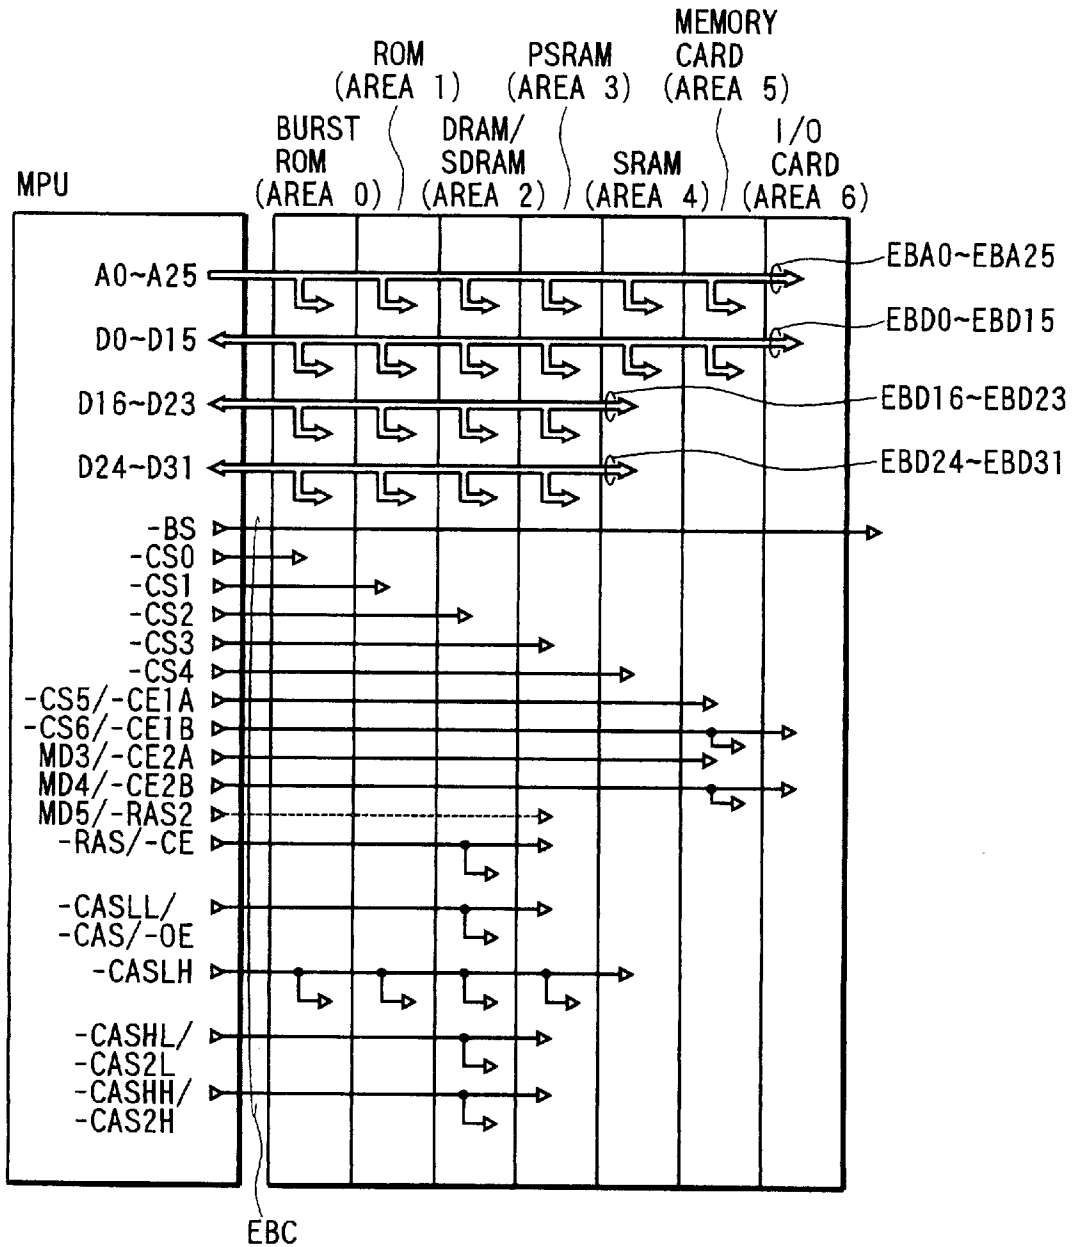 MEMORY
CARD
(AREA 5)
ROM
(AREA 1)
PSRAM
(AREA 3)
BURST
ROM
(AREA 0)
DRAM/
SDRAM
(AREA 2)
SRAM
(AREA 4)
I/O
CARD
(AREA 6)
MPU
A0~A25
EBA0~EBA25
D0~D15
EBD0~EBD15
D16~D23
EBD16~EBD23
D24~D31
EBD24~EBD31
-BS
-CS0
-CS1
-CS2
-CS3
-CS4
-CS5/-CE1A
-CS6/-CE1B
MD3/-CE2A
MD4/-CE2B
MD5/-RAS2
-RAS/-CE
-CASLL/
-CAS/-OE
-CASLH
-CASHL/
-CAS2L
-CASHH/
-CAS2H
EBC